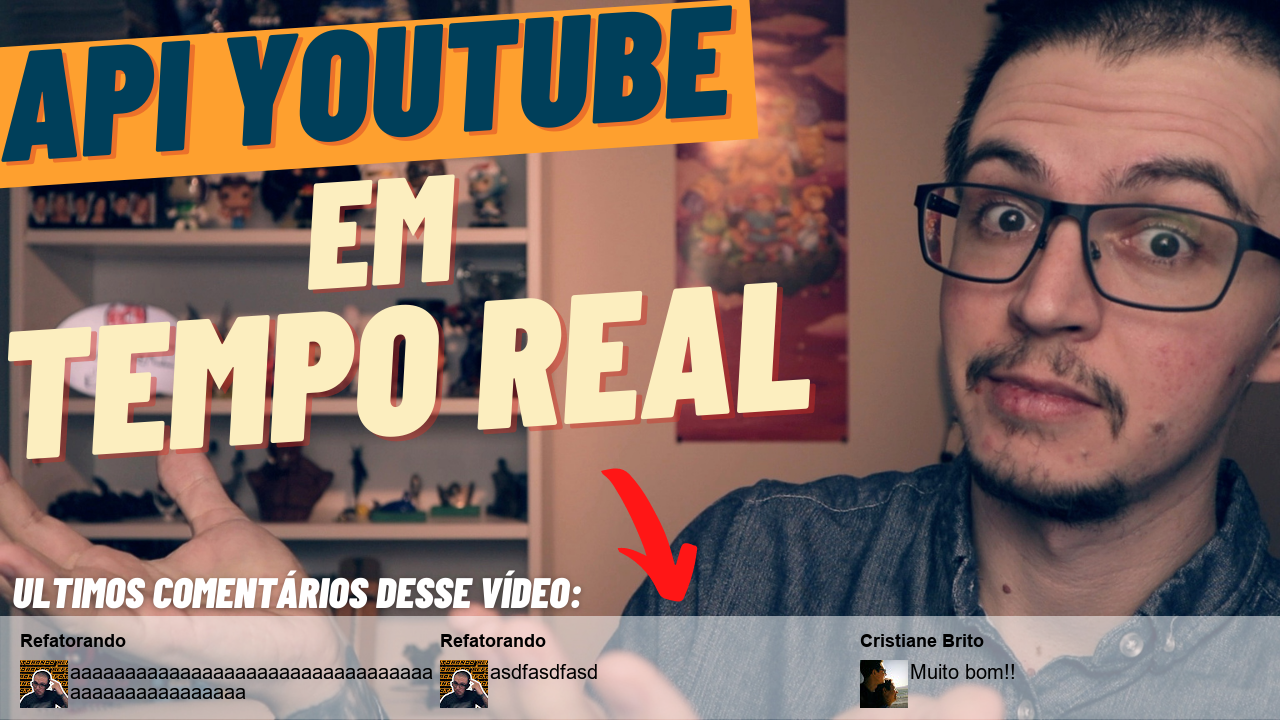 API YOUTUBE
EM
TEMPO REAL
ULTIMOS COMENTÁRIOS DESSE VÍDEO:
Refatorando
aaaaaaaaaaaaaaaaaaaaaaaaaaaaaaaaa
aaaaaaaaaaaaaaaa
Refatorando
asdfasdfasd
Cristiane Brito
Muito bom!!